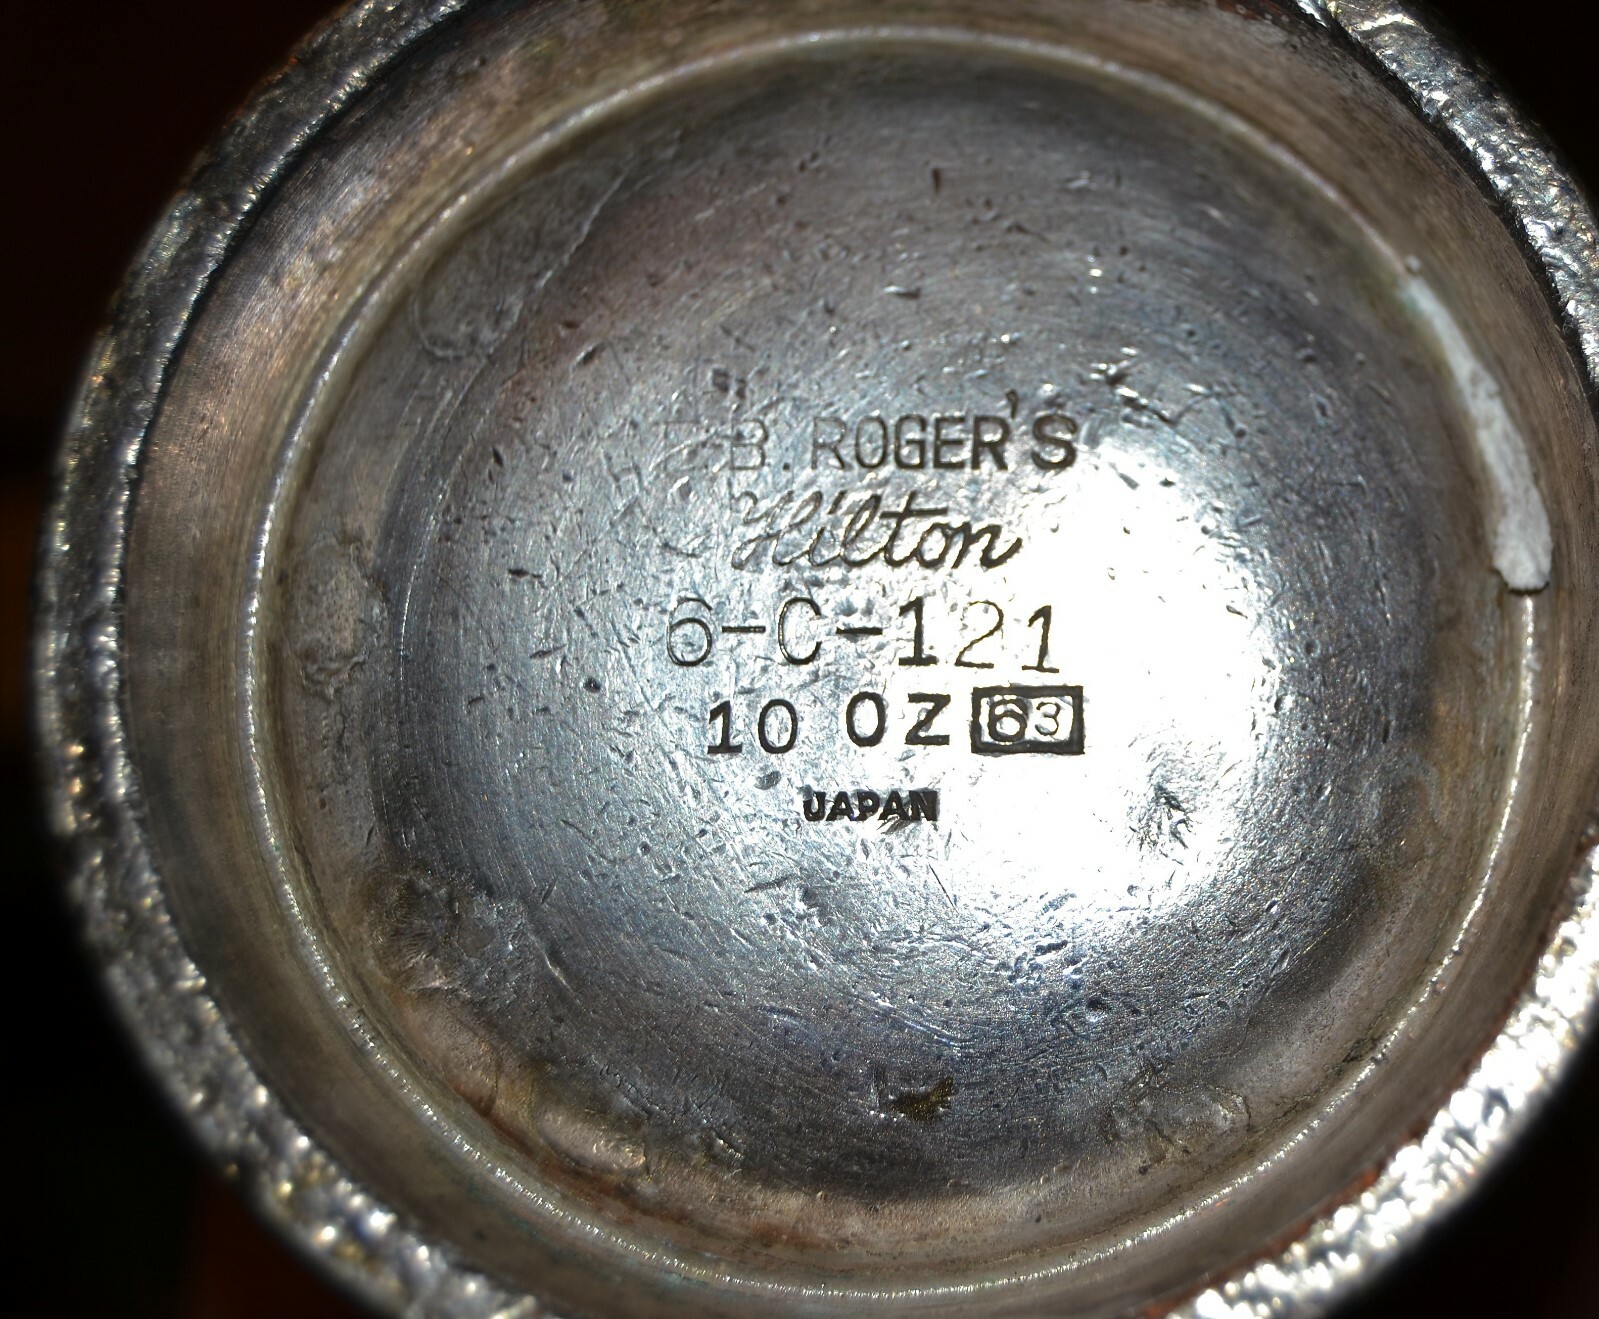 B. ROGER'S
Hilton
6-C-121
10 OZ 63
JAPAN